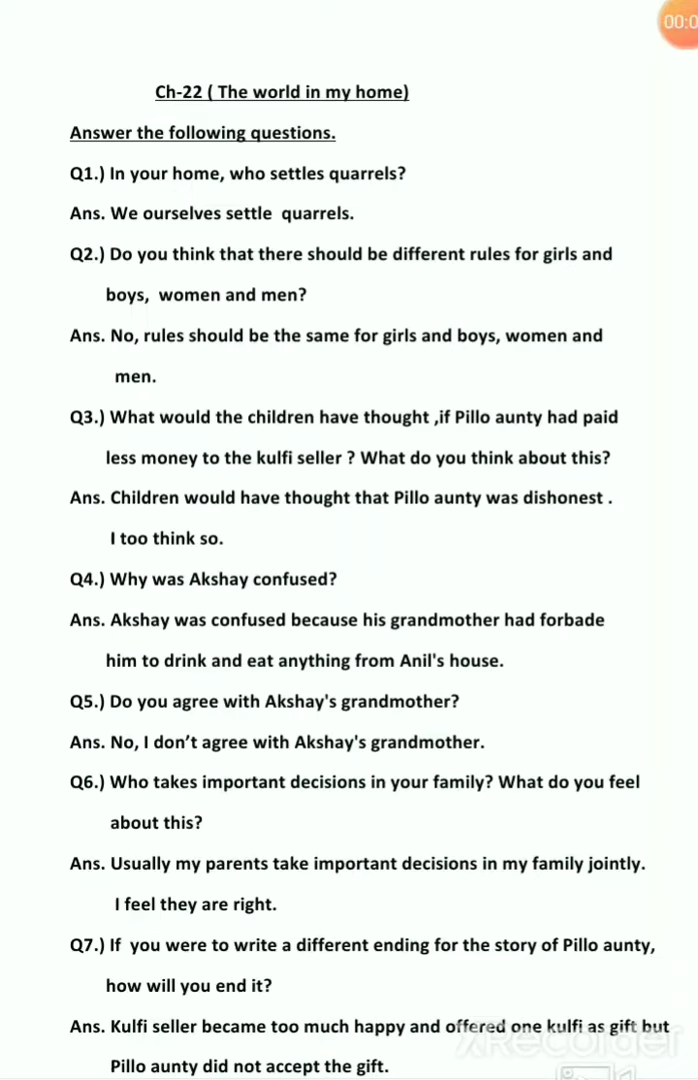 00:0
Ch-22 ( The world in my home)
Answer the following questions.
Q1.) In your home, who settles quarrels?
Ans. We ourselves settle quarrels.
Q2.) Do you think that there should be different rules for girls and
boys, women and men?
Ans. No, rules should be the same for girls and boys, women and
men.
Q3.) What would the children have thought ,if Pillo aunty had paid
less money to the kulfi seller ? What do you think about this?
Ans. Children would have thought that Pillo aunty was dishonest .
I too think so.
Q4.) Why was Akshay confused?
Ans. Akshay was confused because his grandmother had forbade
him to drink and eat anything from Anil's house.
Q5.) Do you agree with Akshay's grandmother?
Ans. No, I don’t agree with Akshay's grandmother.
Q6.) Who takes important decisions in your family? What do you feel
about this?
Ans. Usually my parents take important decisions in my family jointly.
I feel they are right.
Q7.) If you were to write a different ending for the story of Pillo aunty,
how will you end it?
Ans. Kulfi seller became too much happy and offered one kulfi as gift but
Pillo aunty did not accept the gift.
XRecorder